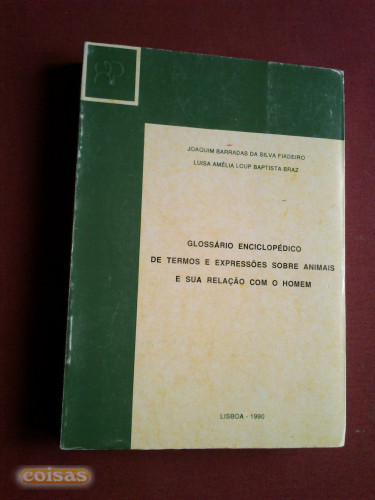 JOAQUIM BARRADAS DA SILVA FIADEIRO
LUISA AMÉLIA LOUP BAPTISTA BRAZ
GLOSSÁRIO ENCICLOPÉDICO
DE TERMOS E EXPRESSÕES SOBRE ANIMAIS
E SUA RELAÇÃO COM O HOMEM
LISBOA - 1990
coisas